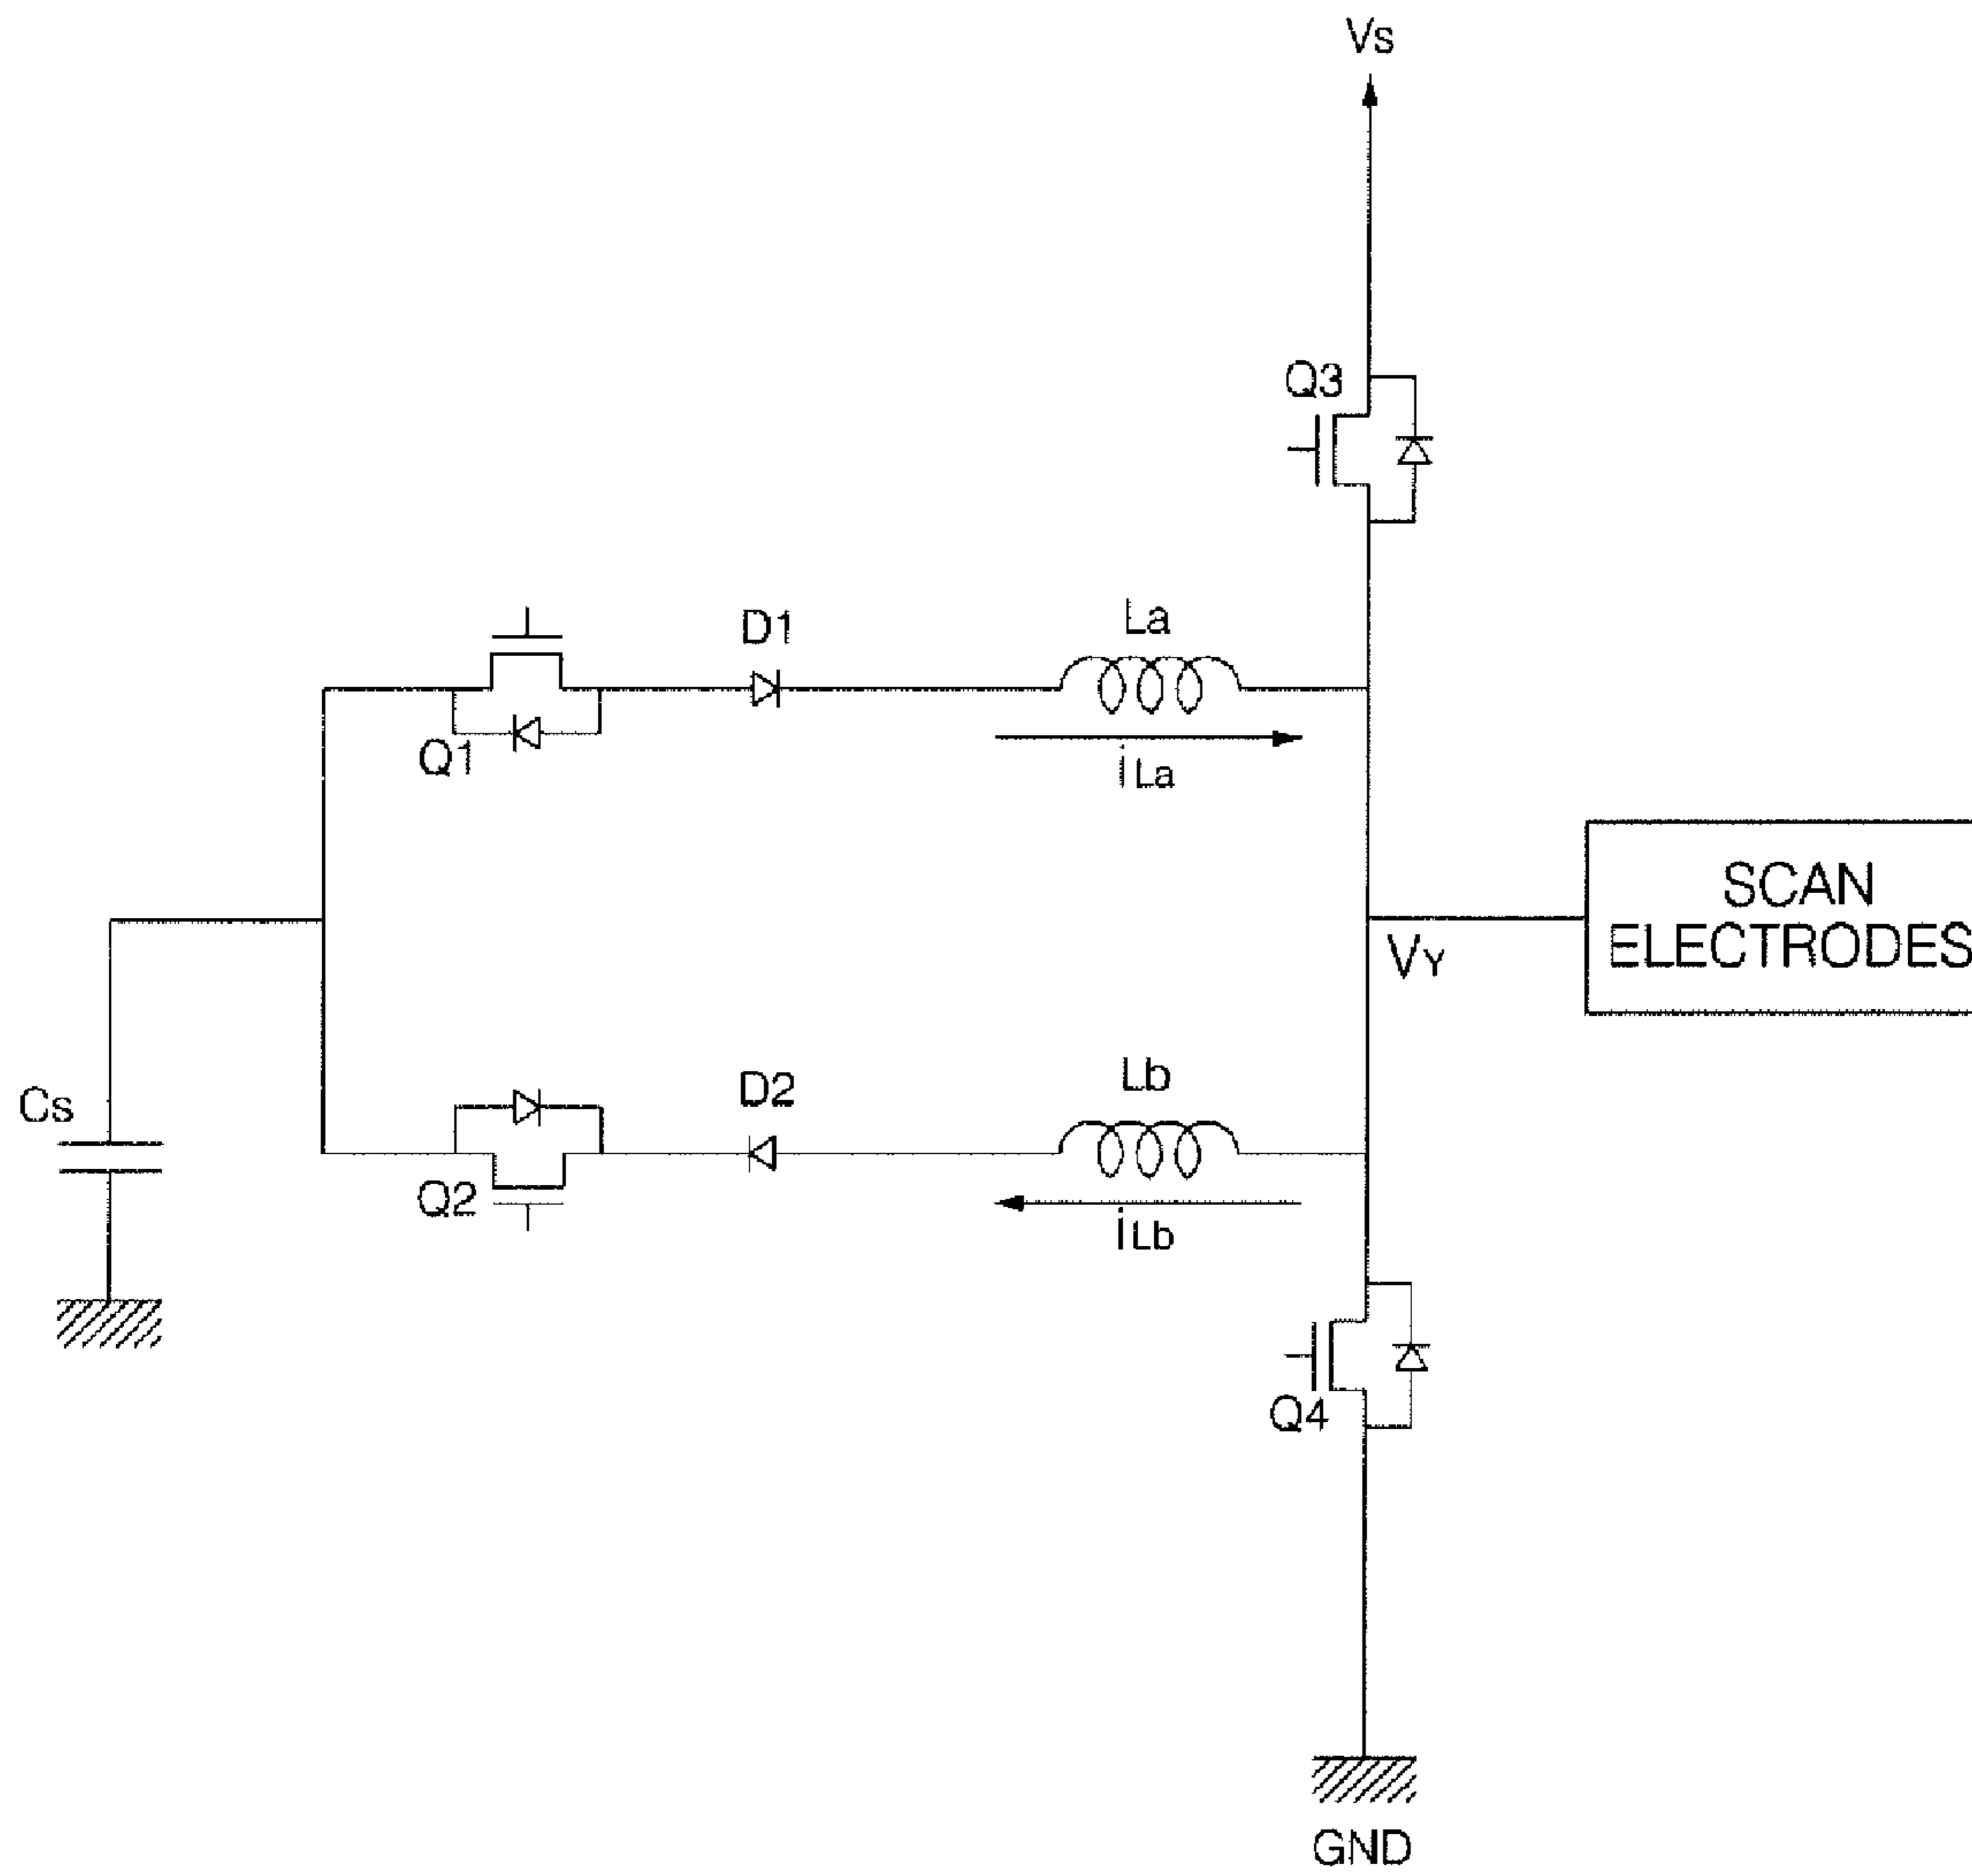 Vs
Q3
D1
La
Q1
iLa
SCAN
ELECTRODES
VY
Cs
D2
Lb
Q2
iLb
Q4
GND